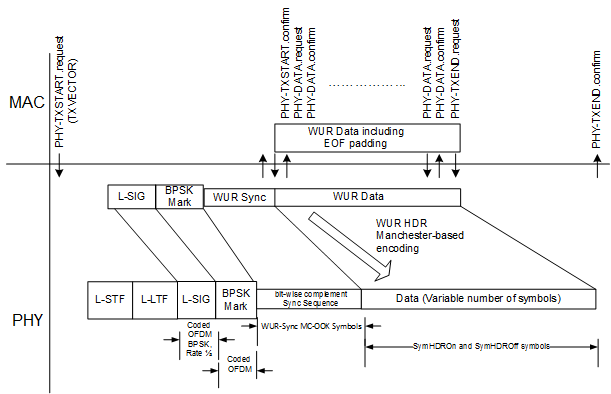 PHY-TXSTART.request
(TXVECTOR)
PHY-TXSTART.confirm
PHY-DATA.request
PHY-DATA.confirm
PHY-DATA.request
PHY-DATA.confirm
PHY-TXEND.request
PHY-TXEND.confirm
MAC
WUR Data including
EOF padding
L-SIG
BPSK
Mark
WUR Sync
WUR Data
WUR HDR
Manchester-based
encoding
PHY
L-STF
L-LTF
L-SIG
BPSK
Mark
bit-wise complement
Sync Sequence
Data (Variable number of symbols)
Coded
OFDM
BPSK,
Rate ½
WUR-Sync MC-OOK Symbols
SymHDROn and SymHDROff symbols
Coded
OFDM